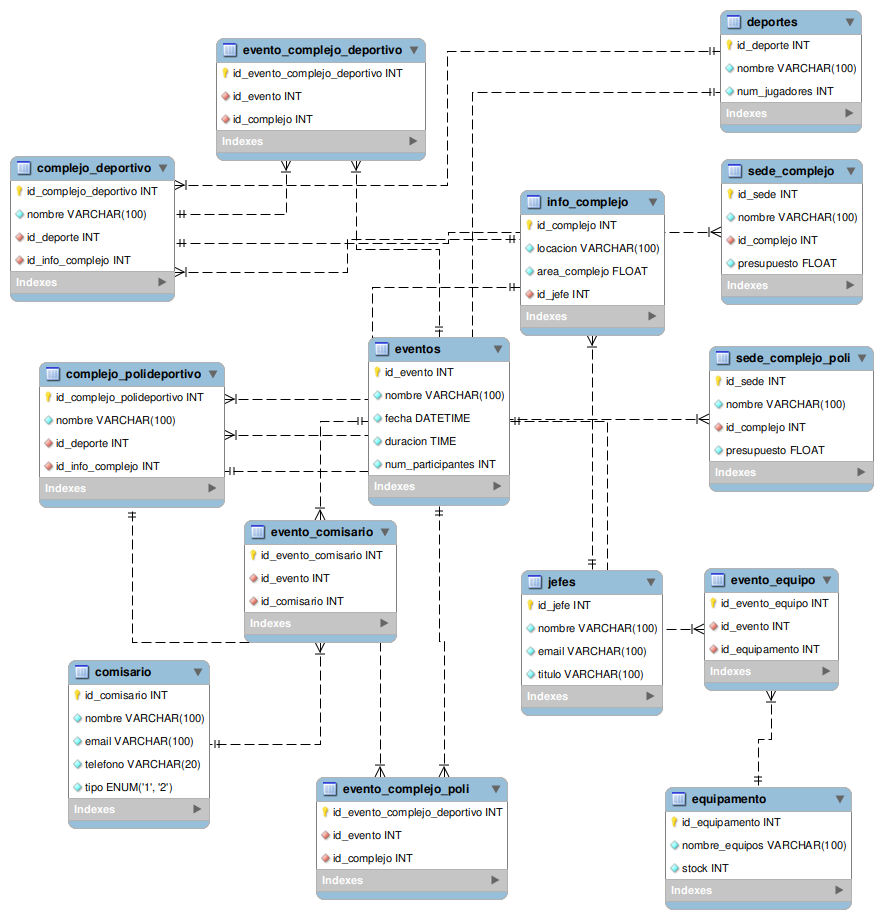 evento_complejo_deportivo
id_evento_complejo_deportivo INT
id_evento INT
id_complejo INT
Indexes
deportes
id_deporte INT
nombre VARCHAR(100)
num_jugadores INT
Indexes
complejo_deportivo
id_complejo_deportivo INT
nombre VARCHAR(100)
id_deporte INT
id_info_complejo INT
Indexes
info_complejo
id_complejo INT
locacion VARCHAR(100)
area_complejo FLOAT
id_jefe INT
Indexes
sede_complejo
id_sede INT
nombre VARCHAR(100)
id_complejo INT
presupuesto FLOAT
Indexes
complejo_polideportivo
id_complejo_polideportivo INT
nombre VARCHAR(100)
id_deporte INT
id_info_complejo INT
Indexes
eventos
id_evento INT
nombre VARCHAR(100)
fecha DATETIME
duracion TIME
num_participantes INT
Indexes
sede_complejo_poli
id_sede INT
nombre VARCHAR(100)
id_complejo INT
presupuesto FLOAT
Indexes
evento_comisario
id_evento_comisario INT
id_evento INT
id_comisario INT
Indexes
jefes
id_jefe INT
nombre VARCHAR(100)
email VARCHAR(100)
titulo VARCHAR(100)
Indexes
evento_equipo
id_evento_equipo INT
id_evento INT
id_equipamento INT
Indexes
comisario
id_comisario INT
nombre VARCHAR(100)
email VARCHAR(100)
telefono VARCHAR(20)
tipo ENUM('1', '2')
Indexes
evento_complejo_poli
id_evento_complejo_deportivo INT
id_evento INT
id_complejo INT
Indexes
equipamento
id_equipamento INT
nombre_equipos VARCHAR(100)
stock INT
Indexes